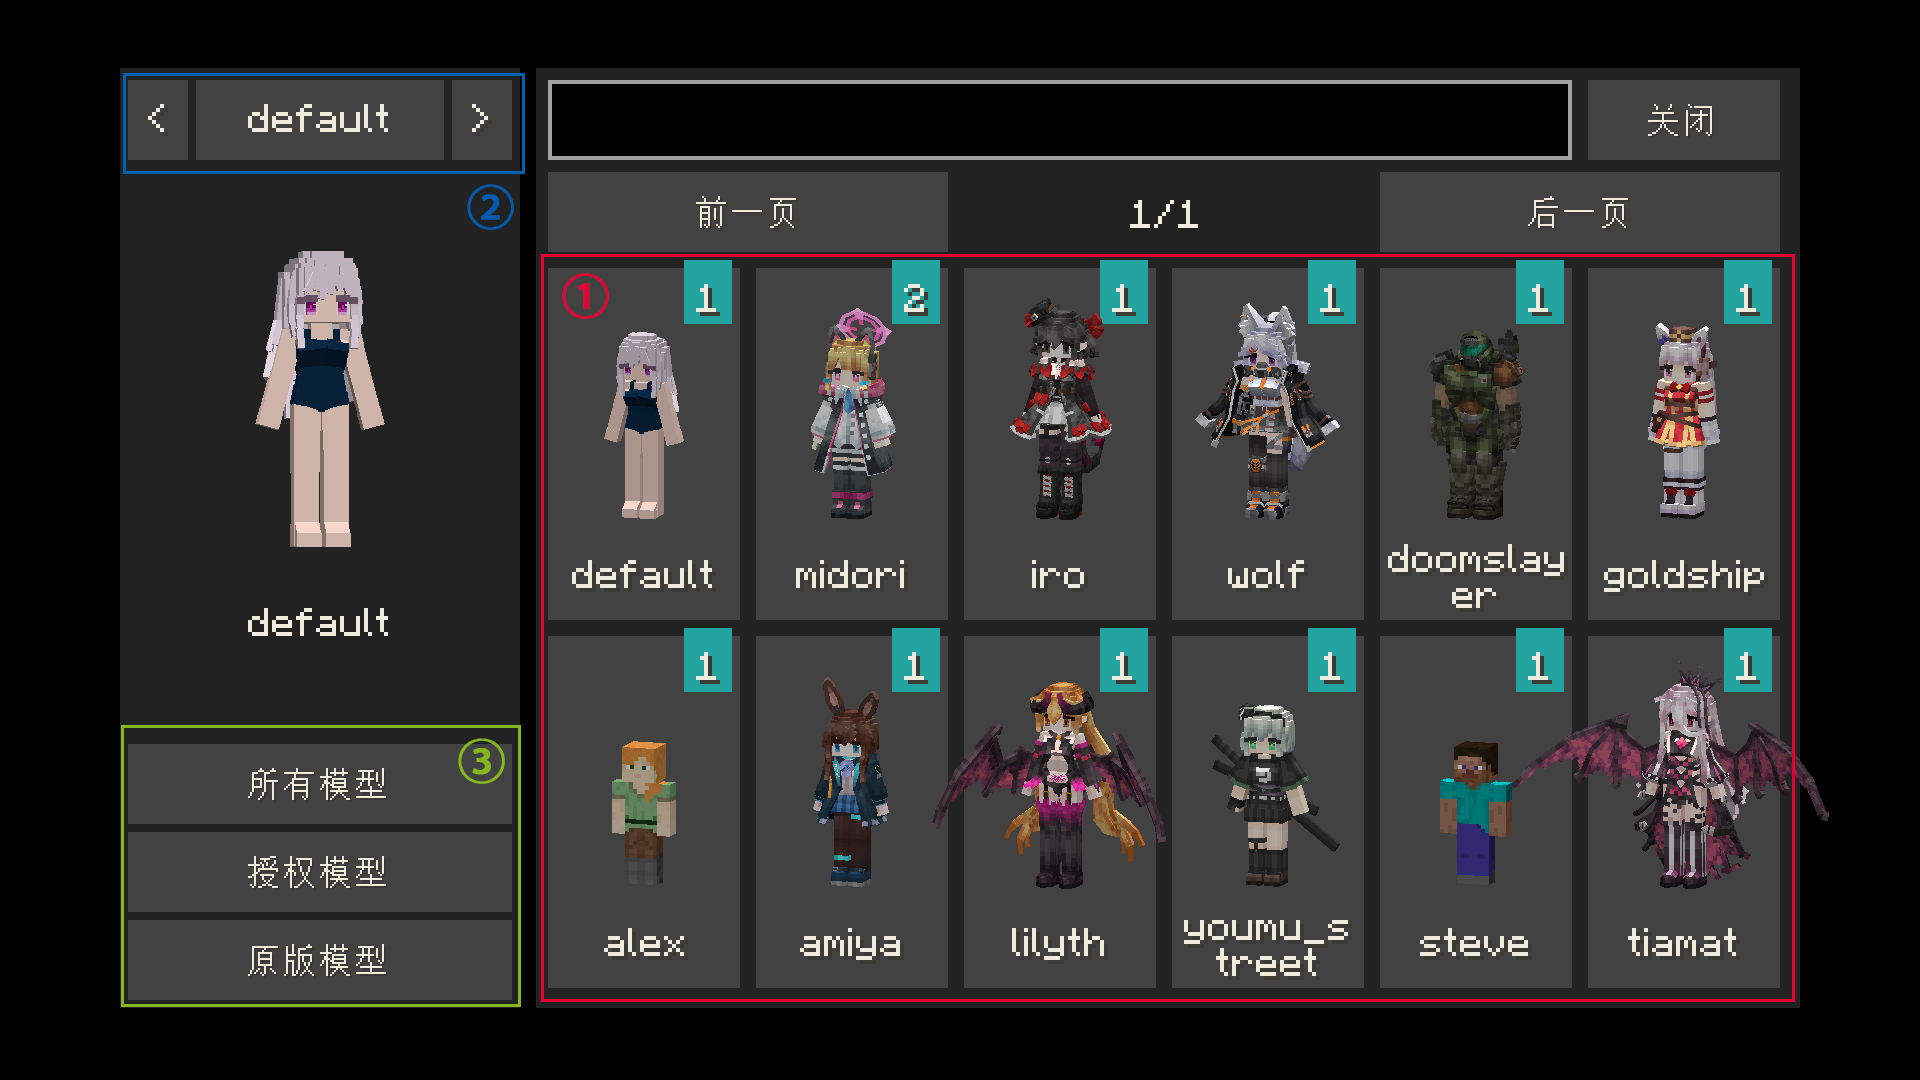 < default >
②
default
③
所有模型
授权模型
原版模型
关闭
前一页 1/1 后一页
①
1 2 1 1 1 1
default midori iro wolf doomslay
er goldship
1 1 1 1 1 1
alex amiya lilyth youmu_s
treet steve tiamat